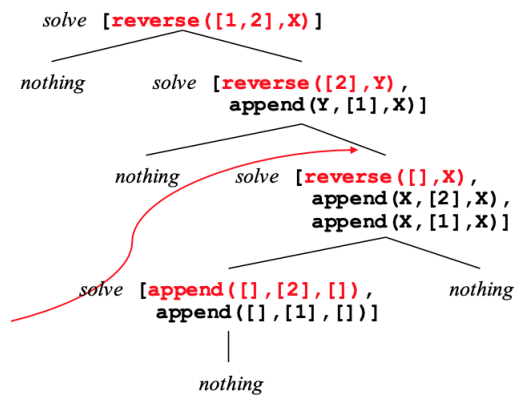 solve [reverse([1,2],X)]
nothing solve [reverse([2],Y),
append(Y,[1],X)]
nothing solve [reverse([],X),
append(X,[2],X),
append(X,[1],X)]
solve [append([],[2],[]), nothing
append([],[1],[])]
nothing